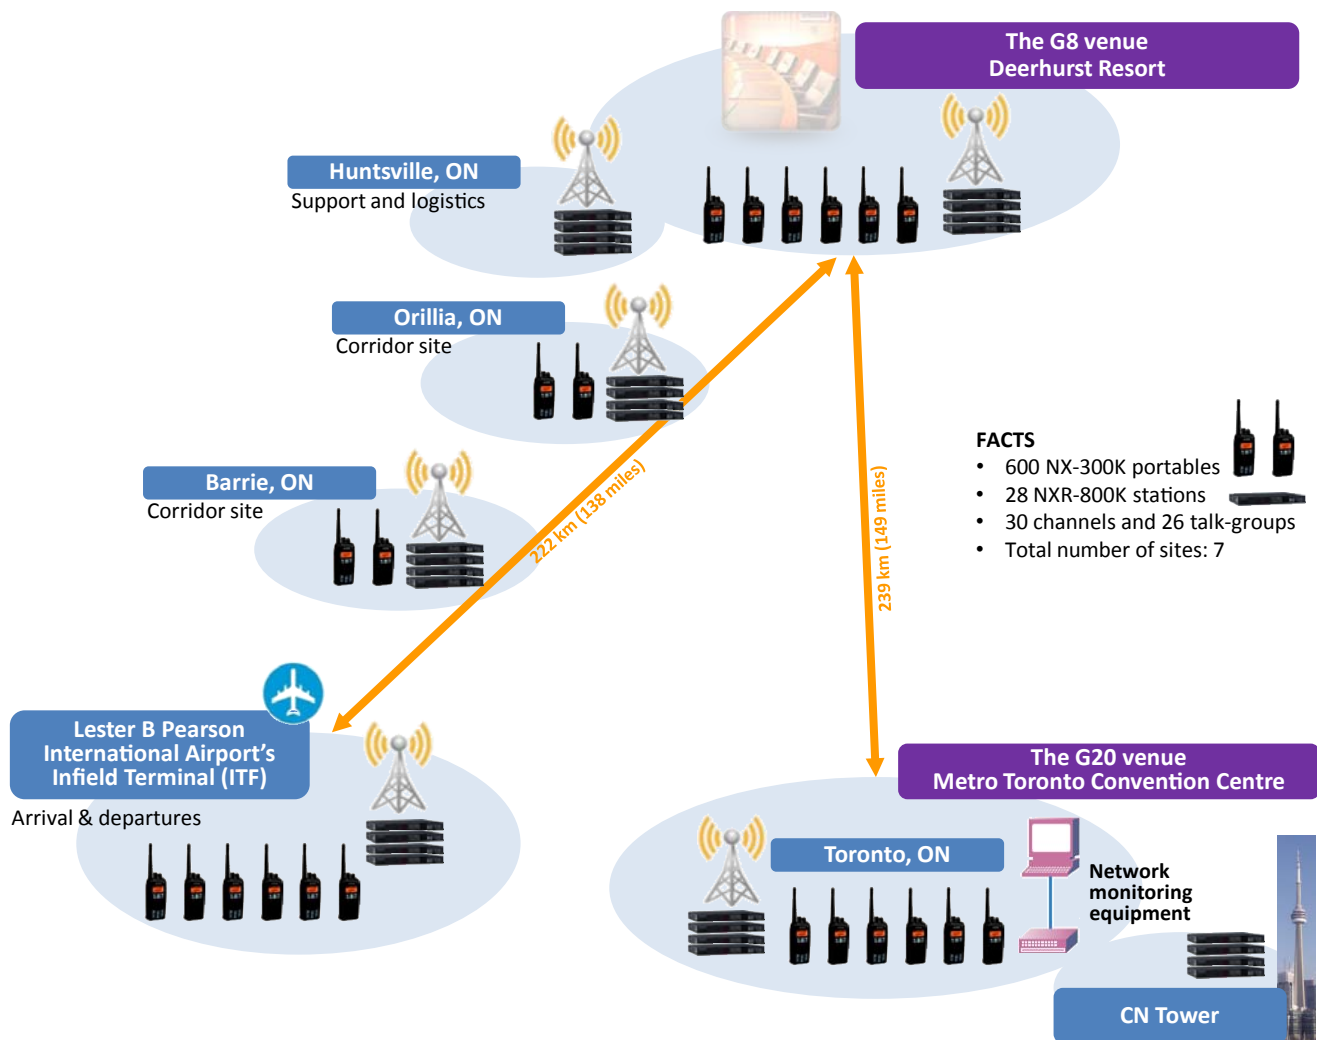 The G8 venue
Deerhurst Resort
Huntsville, ON
Support and logistics
Orillia, ON
Corridor site
Barrie, ON
Corridor site
222 km (138 miles)
239 km (149 miles)
FACTS
• 600 NX-300K portables
• 28 NXR-800K stations
• 30 channels and 26 talk-groups
• Total number of sites: 7
Lester B Pearson
International Airport's
Infield Terminal (ITF)
Arrival & departures
The G20 venue
Metro Toronto Convention Centre
Toronto, ON
Network
monitoring
equipment
CN Tower